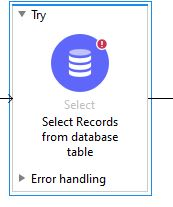 Try
Select
Select Records
from database
table
Error handling